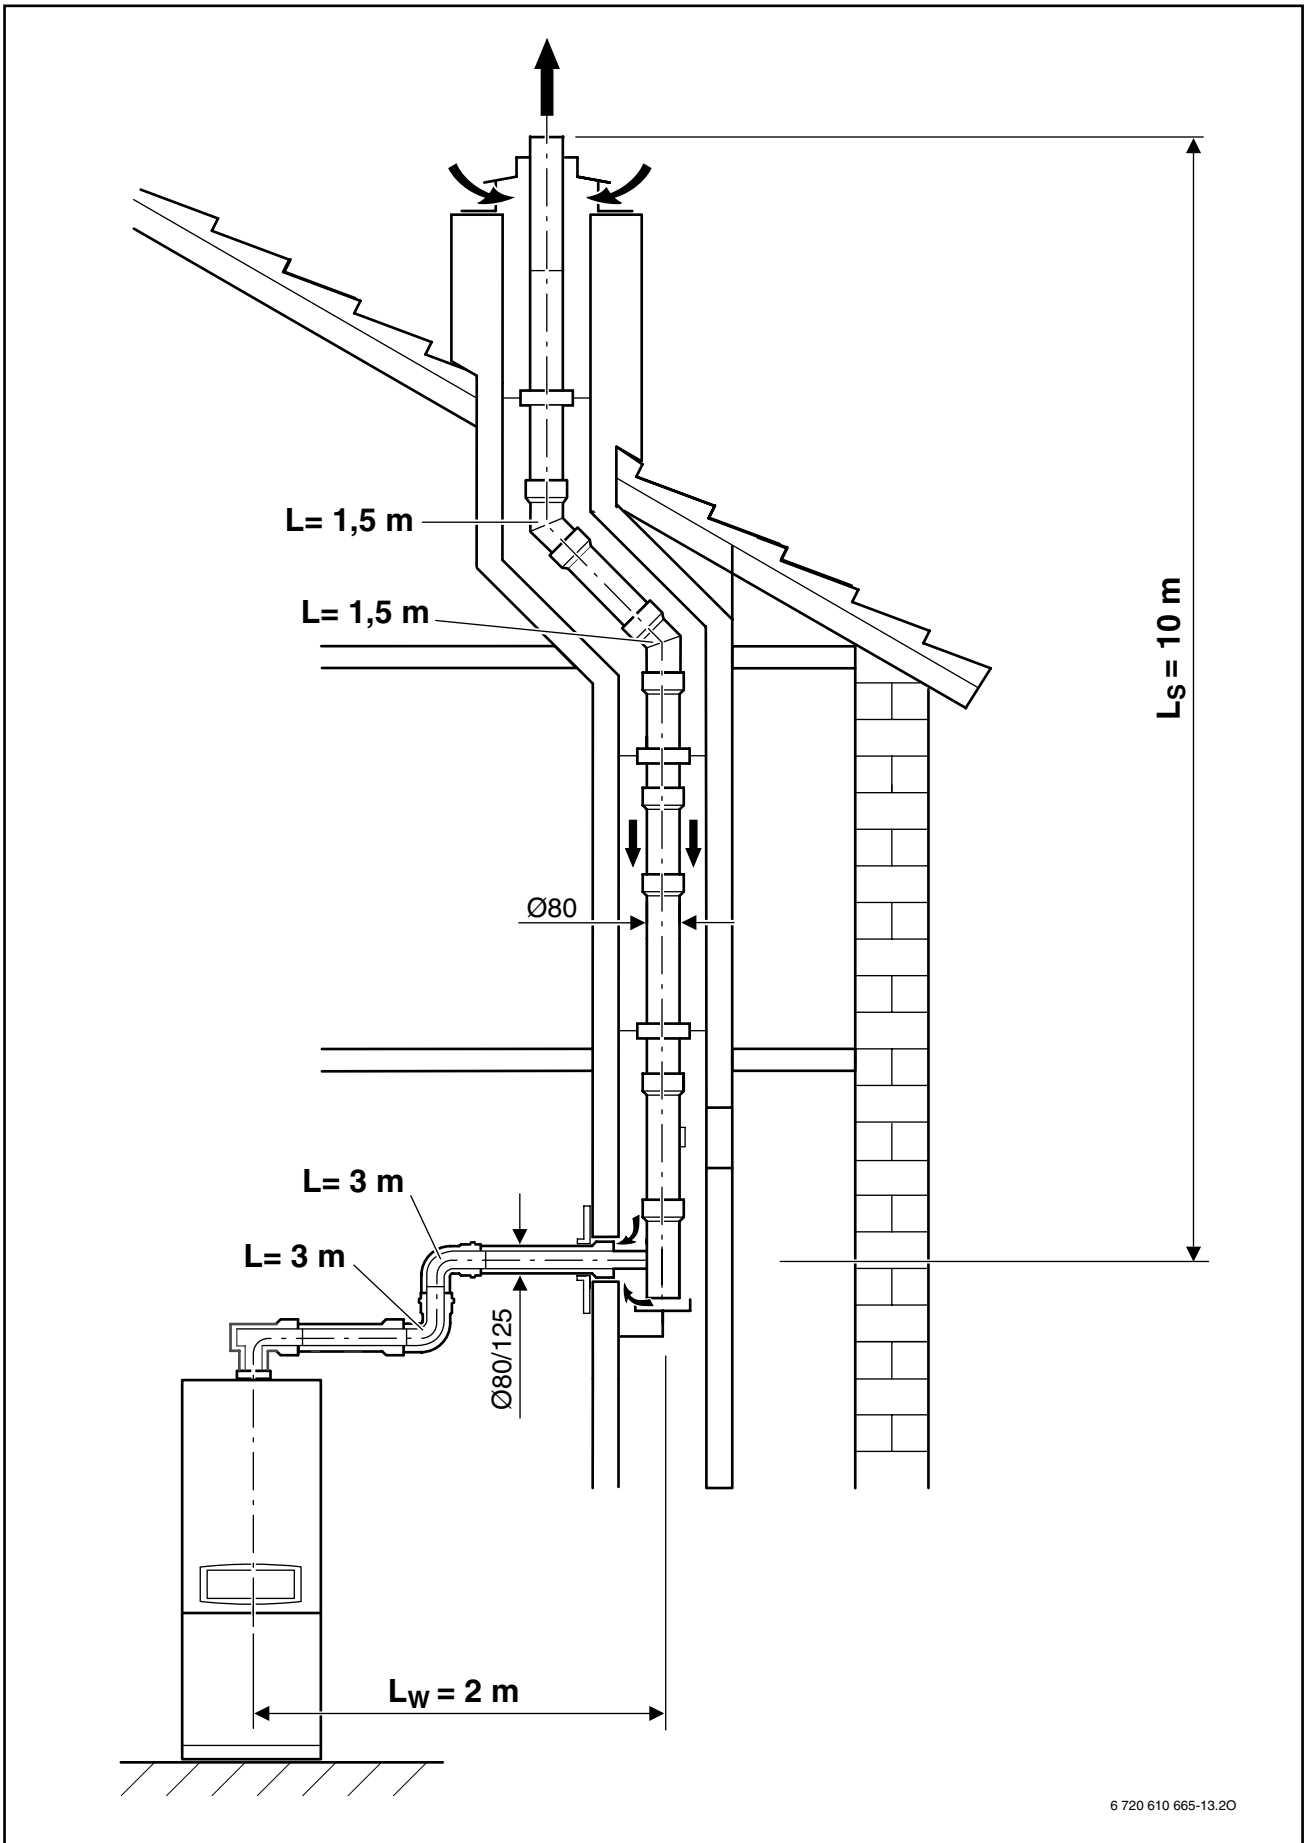 L= 1,5 m
L= 1,5 m
LS = 10 m
Ø80
L= 3 m
L= 3 m
Ø80/125
LW = 2 m
6 720 610 665-13.2O